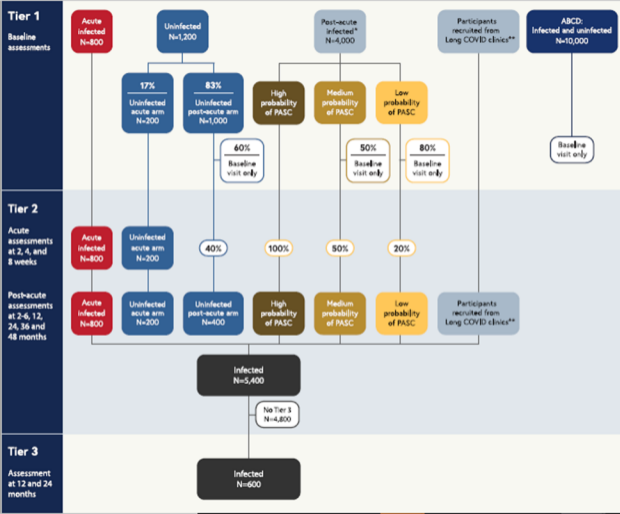 Tier 1
Baseline
assessments
Acute
infected
N=800
Uninfected
N=1,200
Post-acute
infected*
N=4,000
Participants
recruited from
Long COVID clinics**
ABCD:
Infected and uninfected
N=10,000
17%
Uninfected
acute arm
N=200
83%
Uninfected
post-acute arm
N=1,000
High
probability
of PASC
Medium
probability
of PASC
Low
probability
of PASC
60%
Baseline
visit only
50%
Baseline
visit only
80%
Baseline
visit only
Baseline
visit only
Tier 2
Acute
assessments
at 2, 4, and
8 weeks
Acute
infected
N=800
Uninfected
acute arm
N=200
40%
100%
50%
20%
Post-acute
assessments
at 2-6, 12,
24, 36 and
48 months
Acute
infected
N=800
Uninfected
acute arm
N=200
Uninfected
post-acute arm
N=400
High
probability
of PASC
Medium
probability
of PASC
Low
probability
of PASC
Participants
recruited from
Long COVID clinics**
Infected
N=5,400
No Tier 3
N=4,800
Tier 3
Assessment
at 12 and 24
months
Infected
N=600